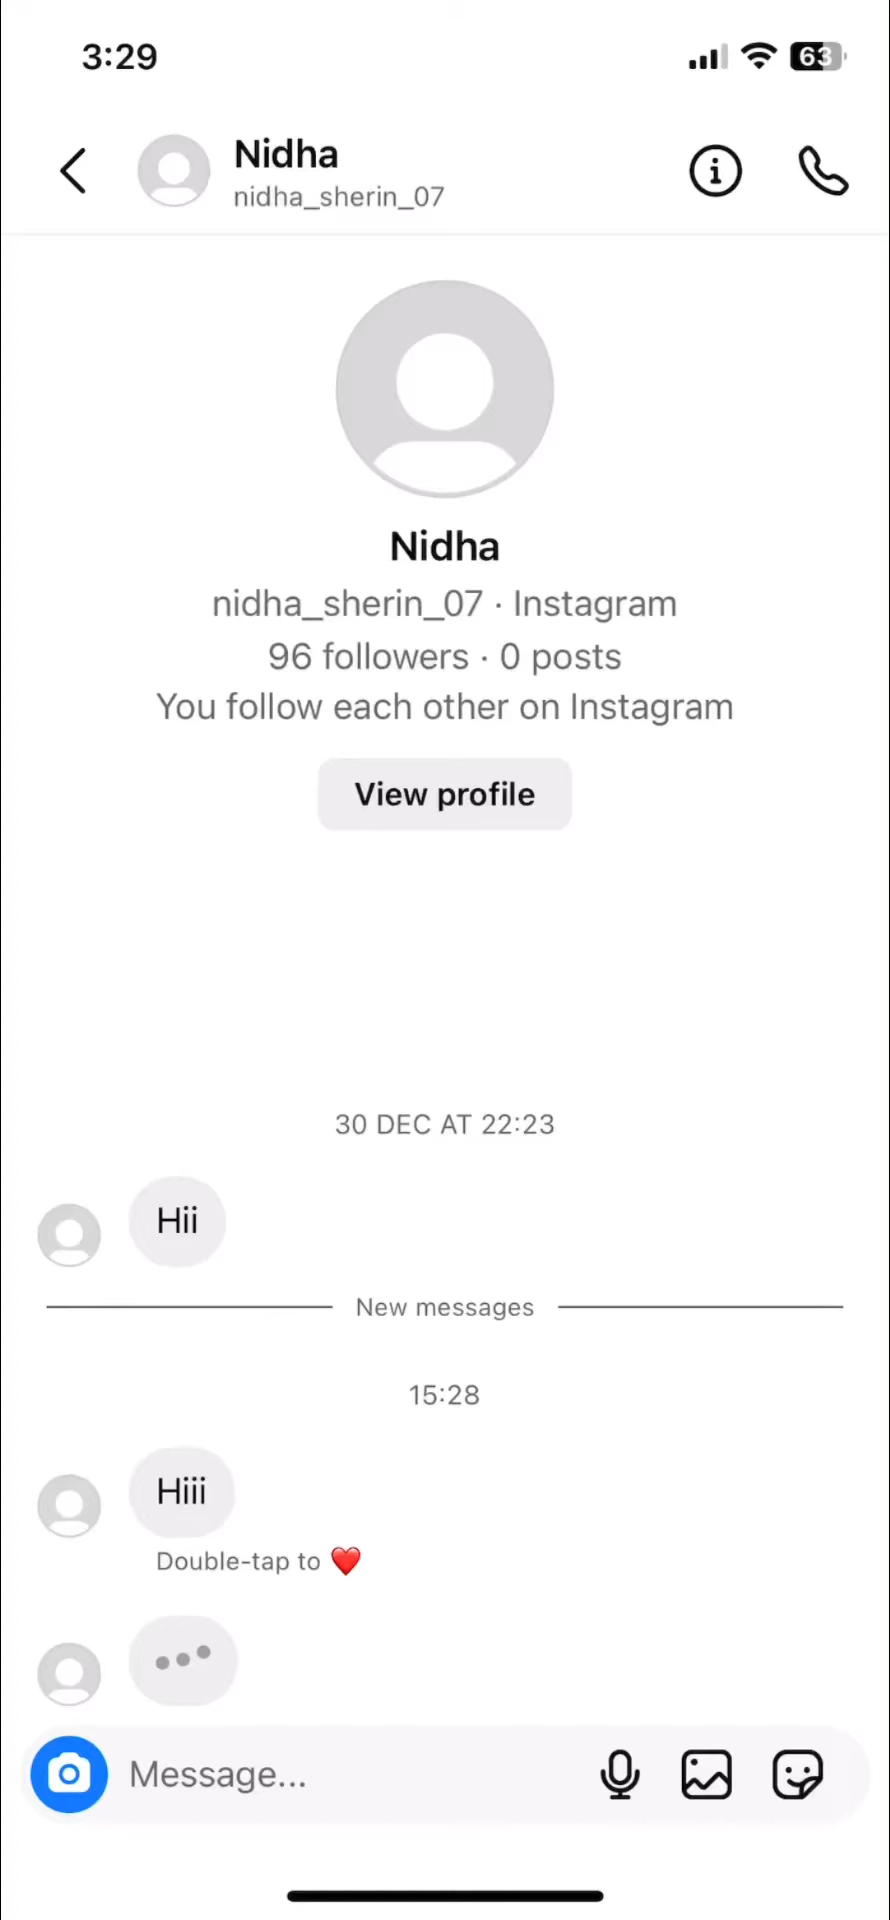 3:29
63
Nidha
nidha_sherin_07
Nidha
nidha_sherin_07 · Instagram
96 followers · 0 posts
You follow each other on Instagram
View profile
30 DEC AT 22:23
Hii
New messages
15:28
Hiii
Double-tap to ❤️
Message...